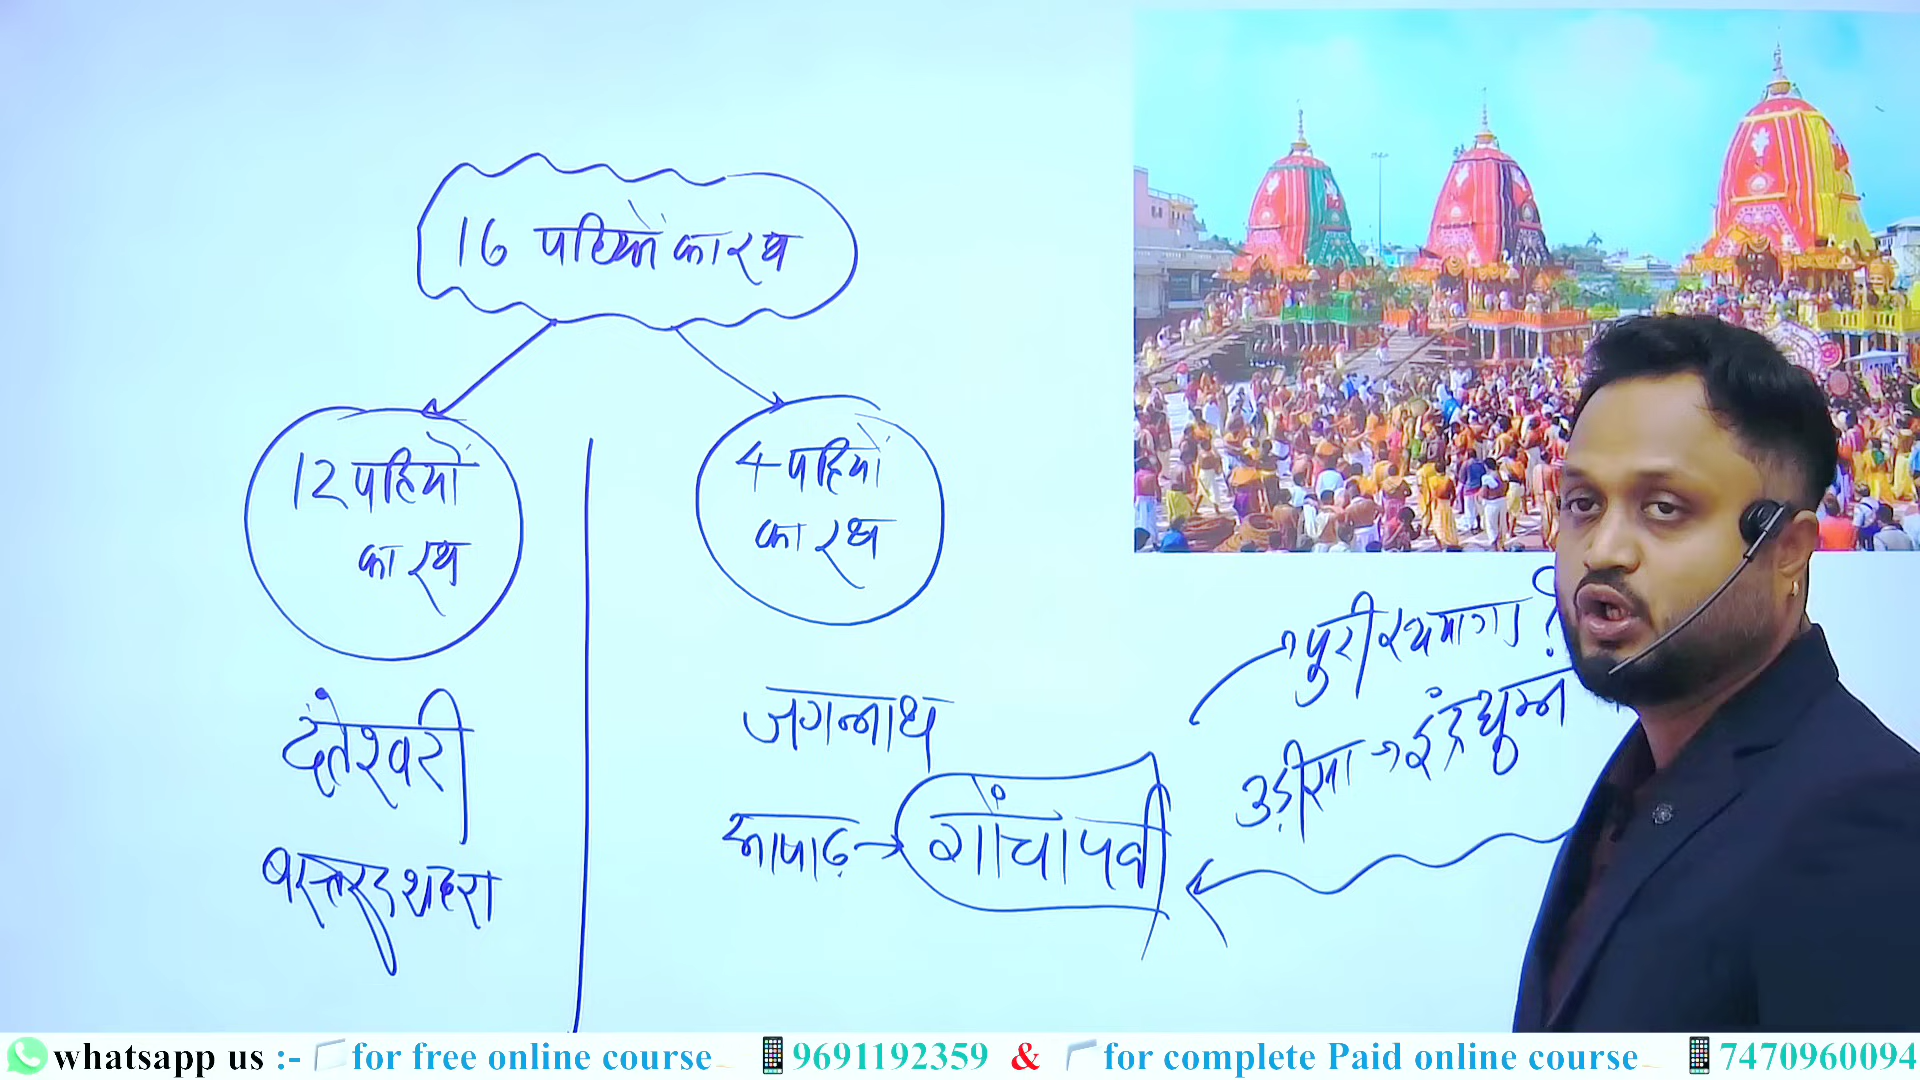 16 पहियों का रथ
12 पहियों
का रथ
4 पहियों
का रथ
दंतेश्वरी
बस्तर दशहरा
जगन्नाथ
आषाढ़ → गोंचा पर्व
→ पुरी रथयात्रा
उड़ीसा → इंद्रद्युम्न
whatsapp us :- for free online course 9691192359 & for complete Paid online course 7470960094